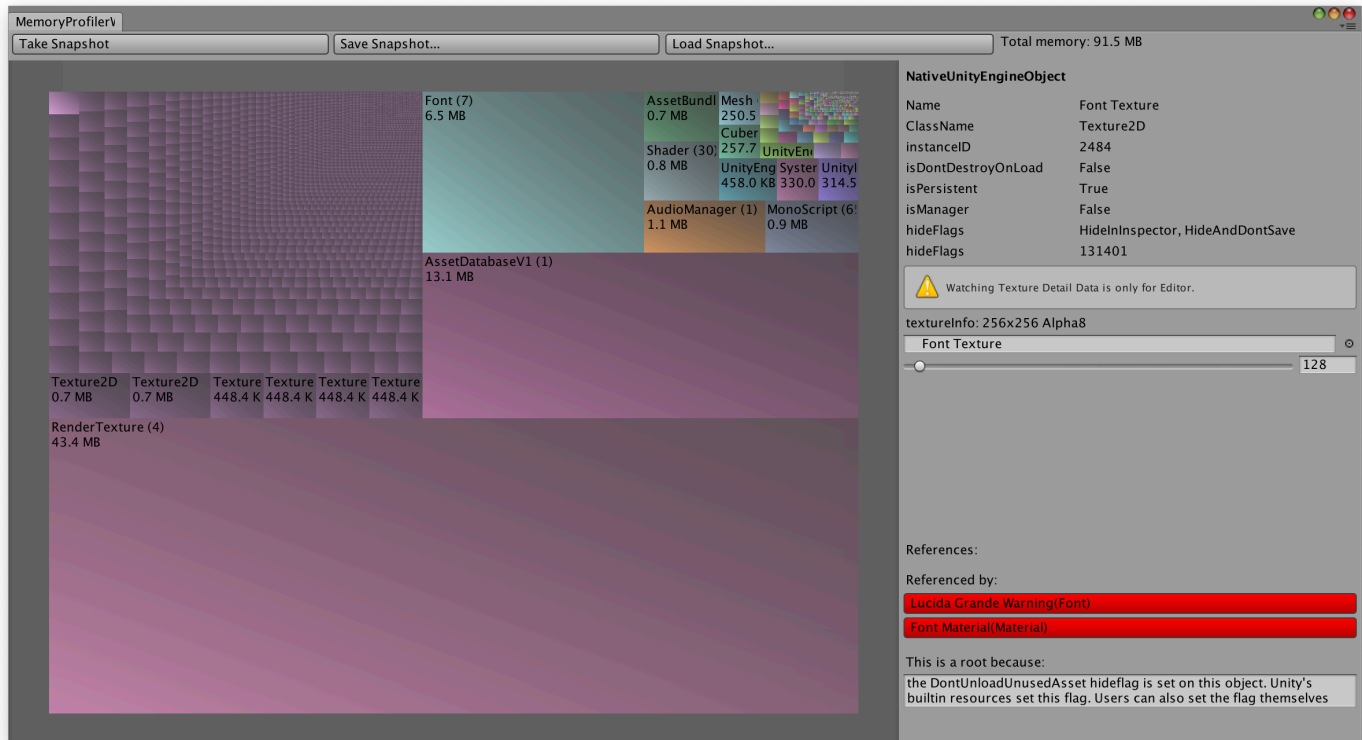 MemoryProfilerW
Take Snapshot
Save Snapshot...
Load Snapshot...
Total memory: 91.5 MB
Font (7)
6.5 MB
AssetBundl
0.7 MB
Mesh
250.5
Cuber
257.7
Shader (30)
0.8 MB
UnityEn
UnityEng
458.0 KB
System
330.0
UnityI
314.5
AudioManager (1)
1.1 MB
MonoScript (6
0.9 MB
AssetDatabaseV1 (1)
13.1 MB
Texture2D
0.7 MB
Texture2D
0.7 MB
Texture
448.4 K
Texture
448.4 K
Texture
448.4 K
Texture
448.4 K
RenderTexture (4)
43.4 MB
NativeUnityEngineObject
Name Font Texture
ClassName Texture2D
instanceID 2484
isDontDestroyOnLoad False
isPersistent True
isManager False
hideFlags HideInInspector, HideAndDontSave
hideFlags 131401
Watching Texture Detail Data is only for Editor.
textureInfo: 256x256 Alpha8
Font Texture
128
References:
Referenced by:
Lucida Grande Warning(Font)
Font Material(Material)
This is a root because:
the DontUnloadUnusedAsset hideflag is set on this object. Unity's
builtin resources set this flag. Users can also set the flag themselves